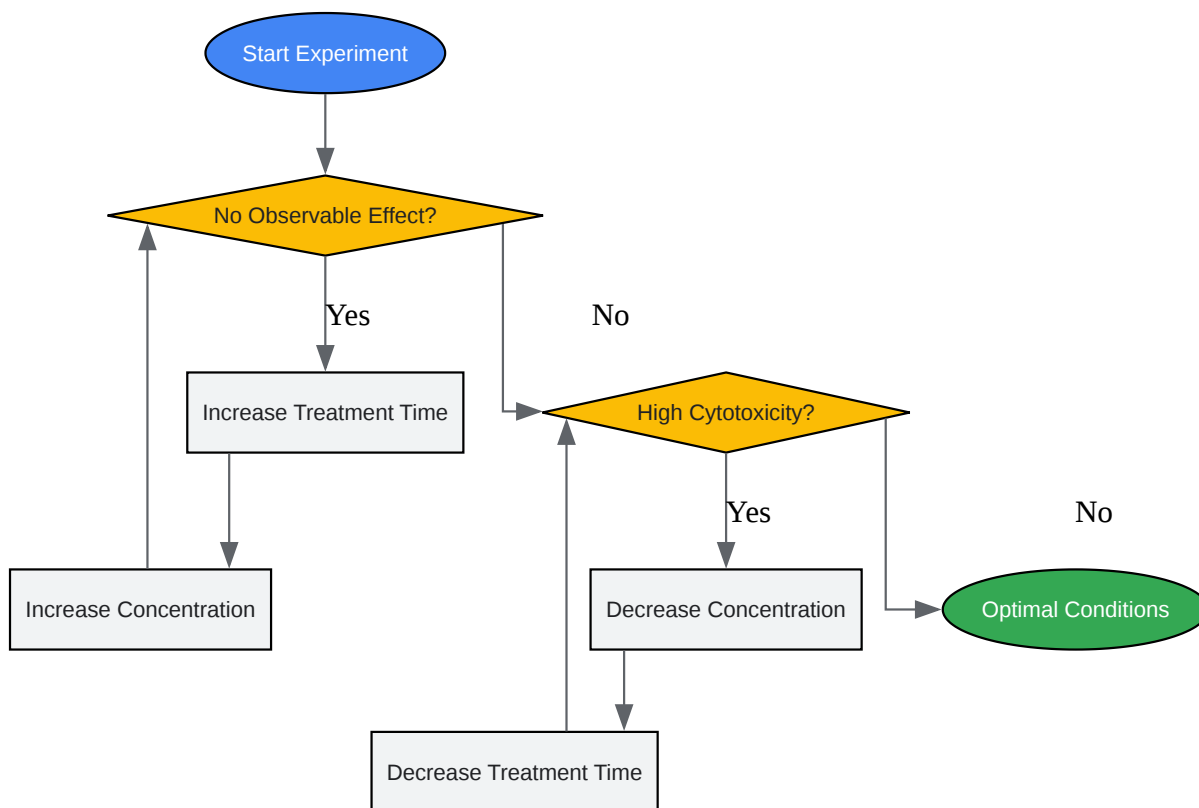 Start Experiment
No Observable Effect?
Yes
No
Increase Treatment Time
High Cytotoxicity?
Yes
No
Increase Concentration
Decrease Concentration
Optimal Conditions
Decrease Treatment Time